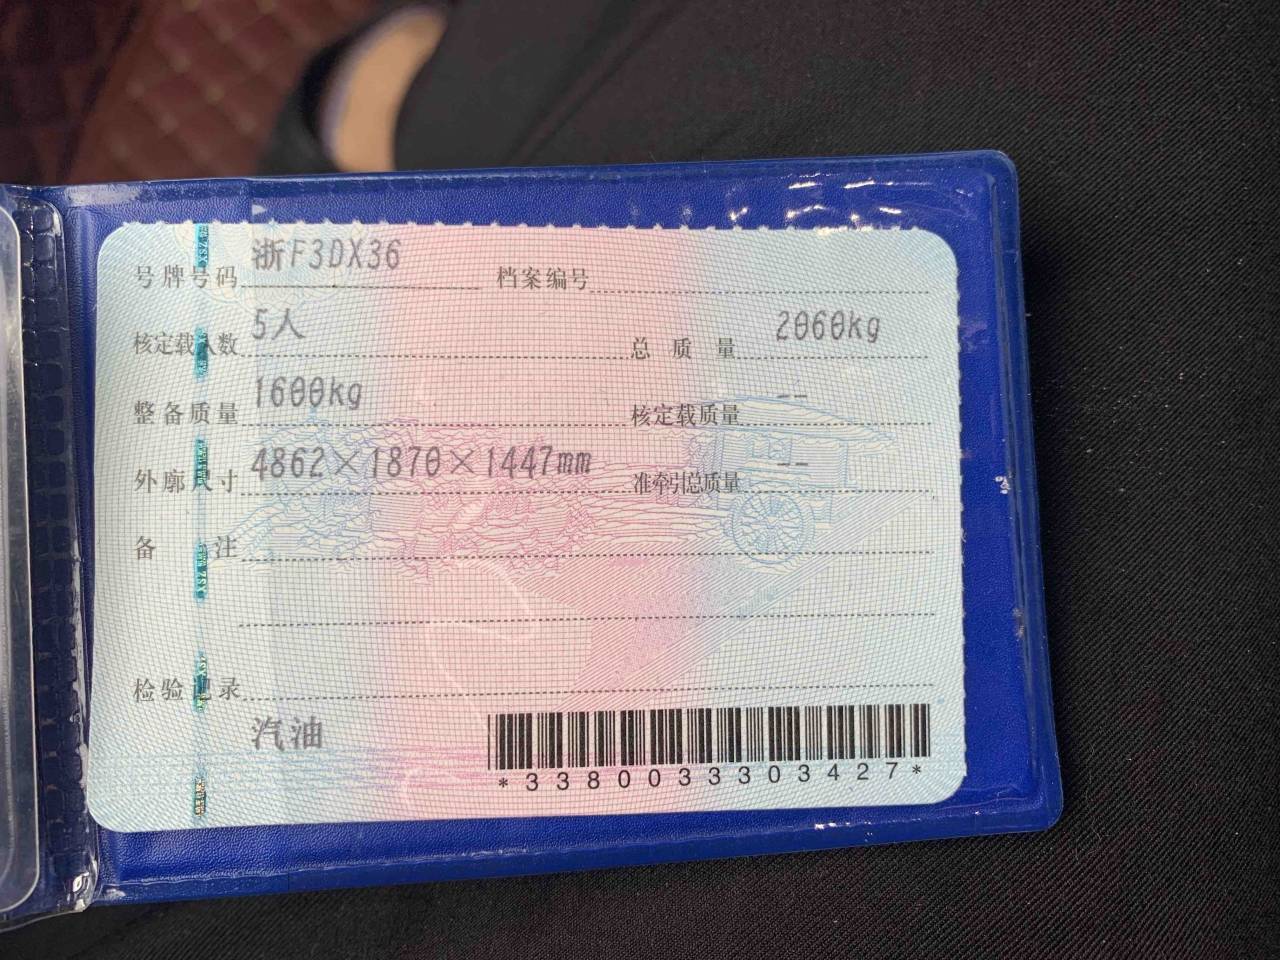 号牌号码 浙F3DX36 档案编号
核定载人数 5人 总质量 2060kg
整备质量 1600kg 核定载质量 --
外廓尺寸 4862×1870×1447mm 准牵引总质量 --
备注
检验记录
汽油
*3380033303427*